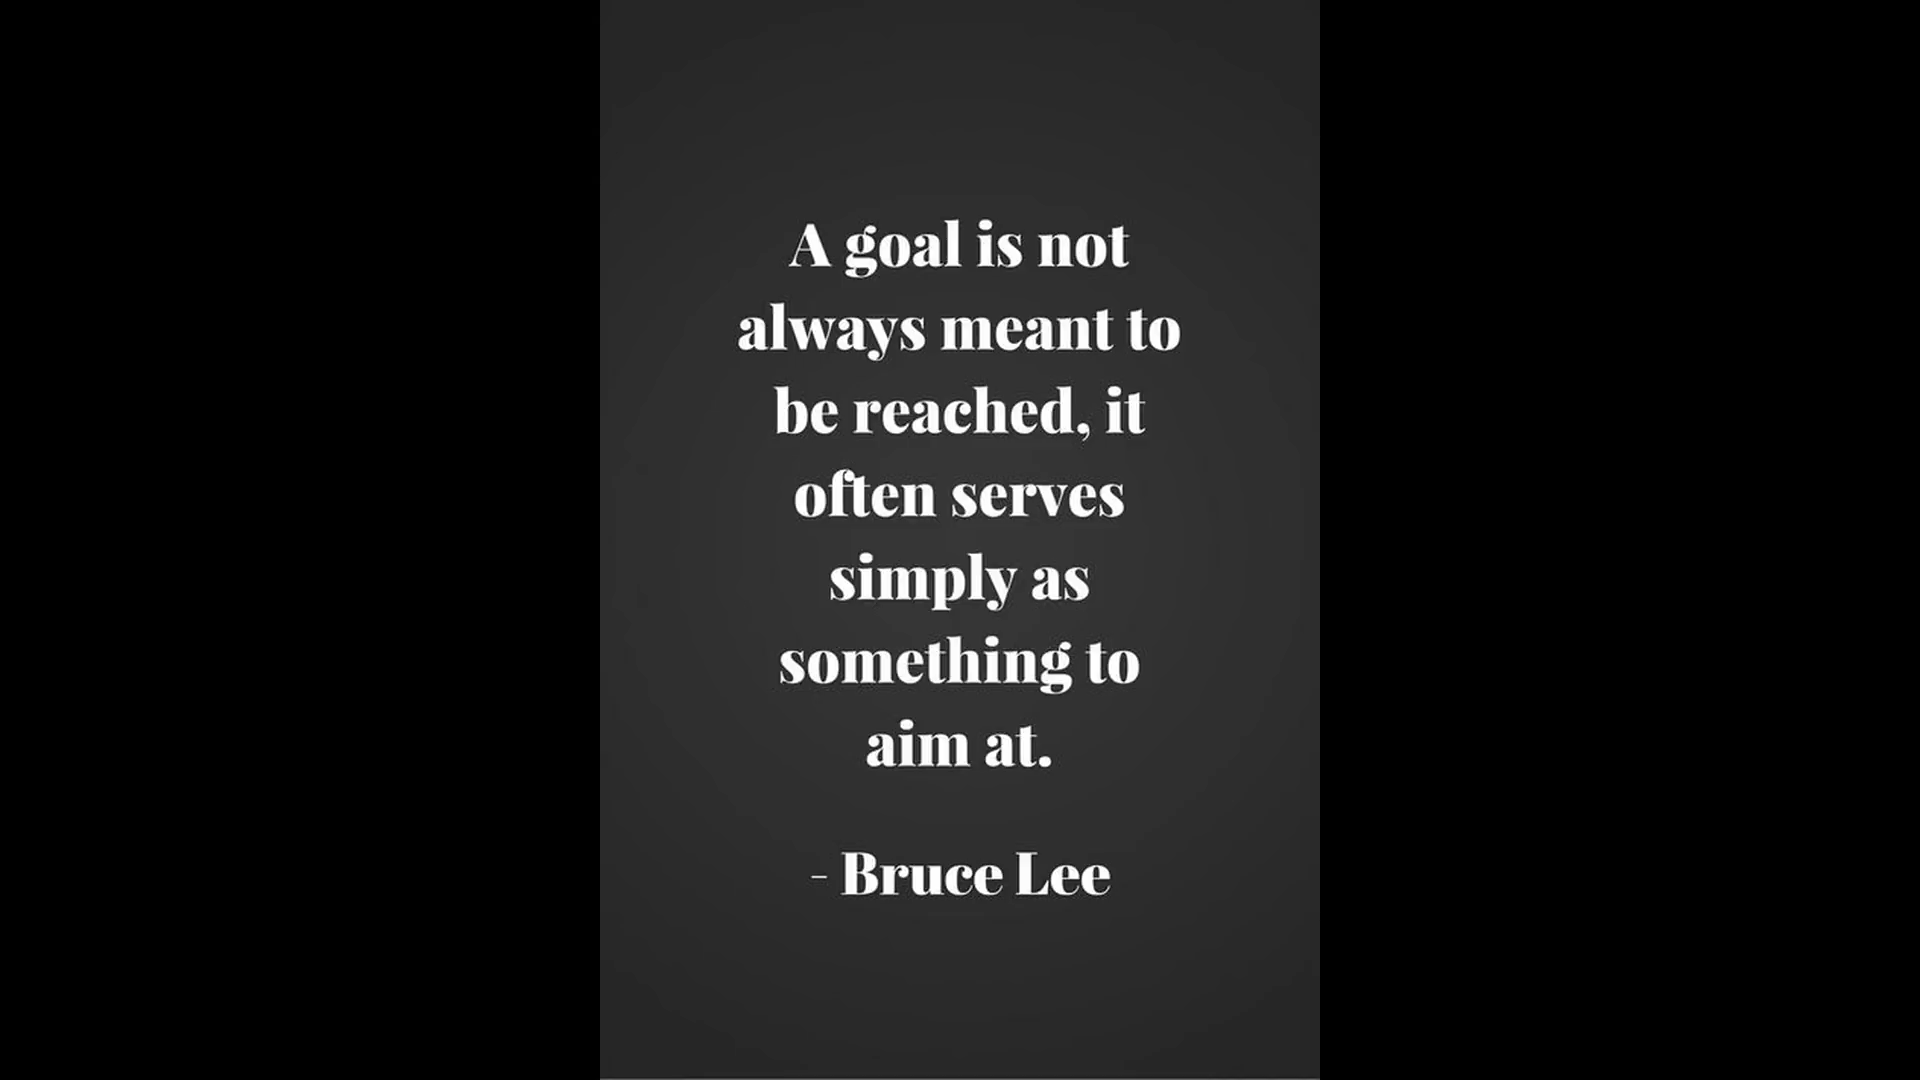 A goal is not
always meant to
be reached, it
often serves
simply as
something to
aim at.
- Bruce Lee